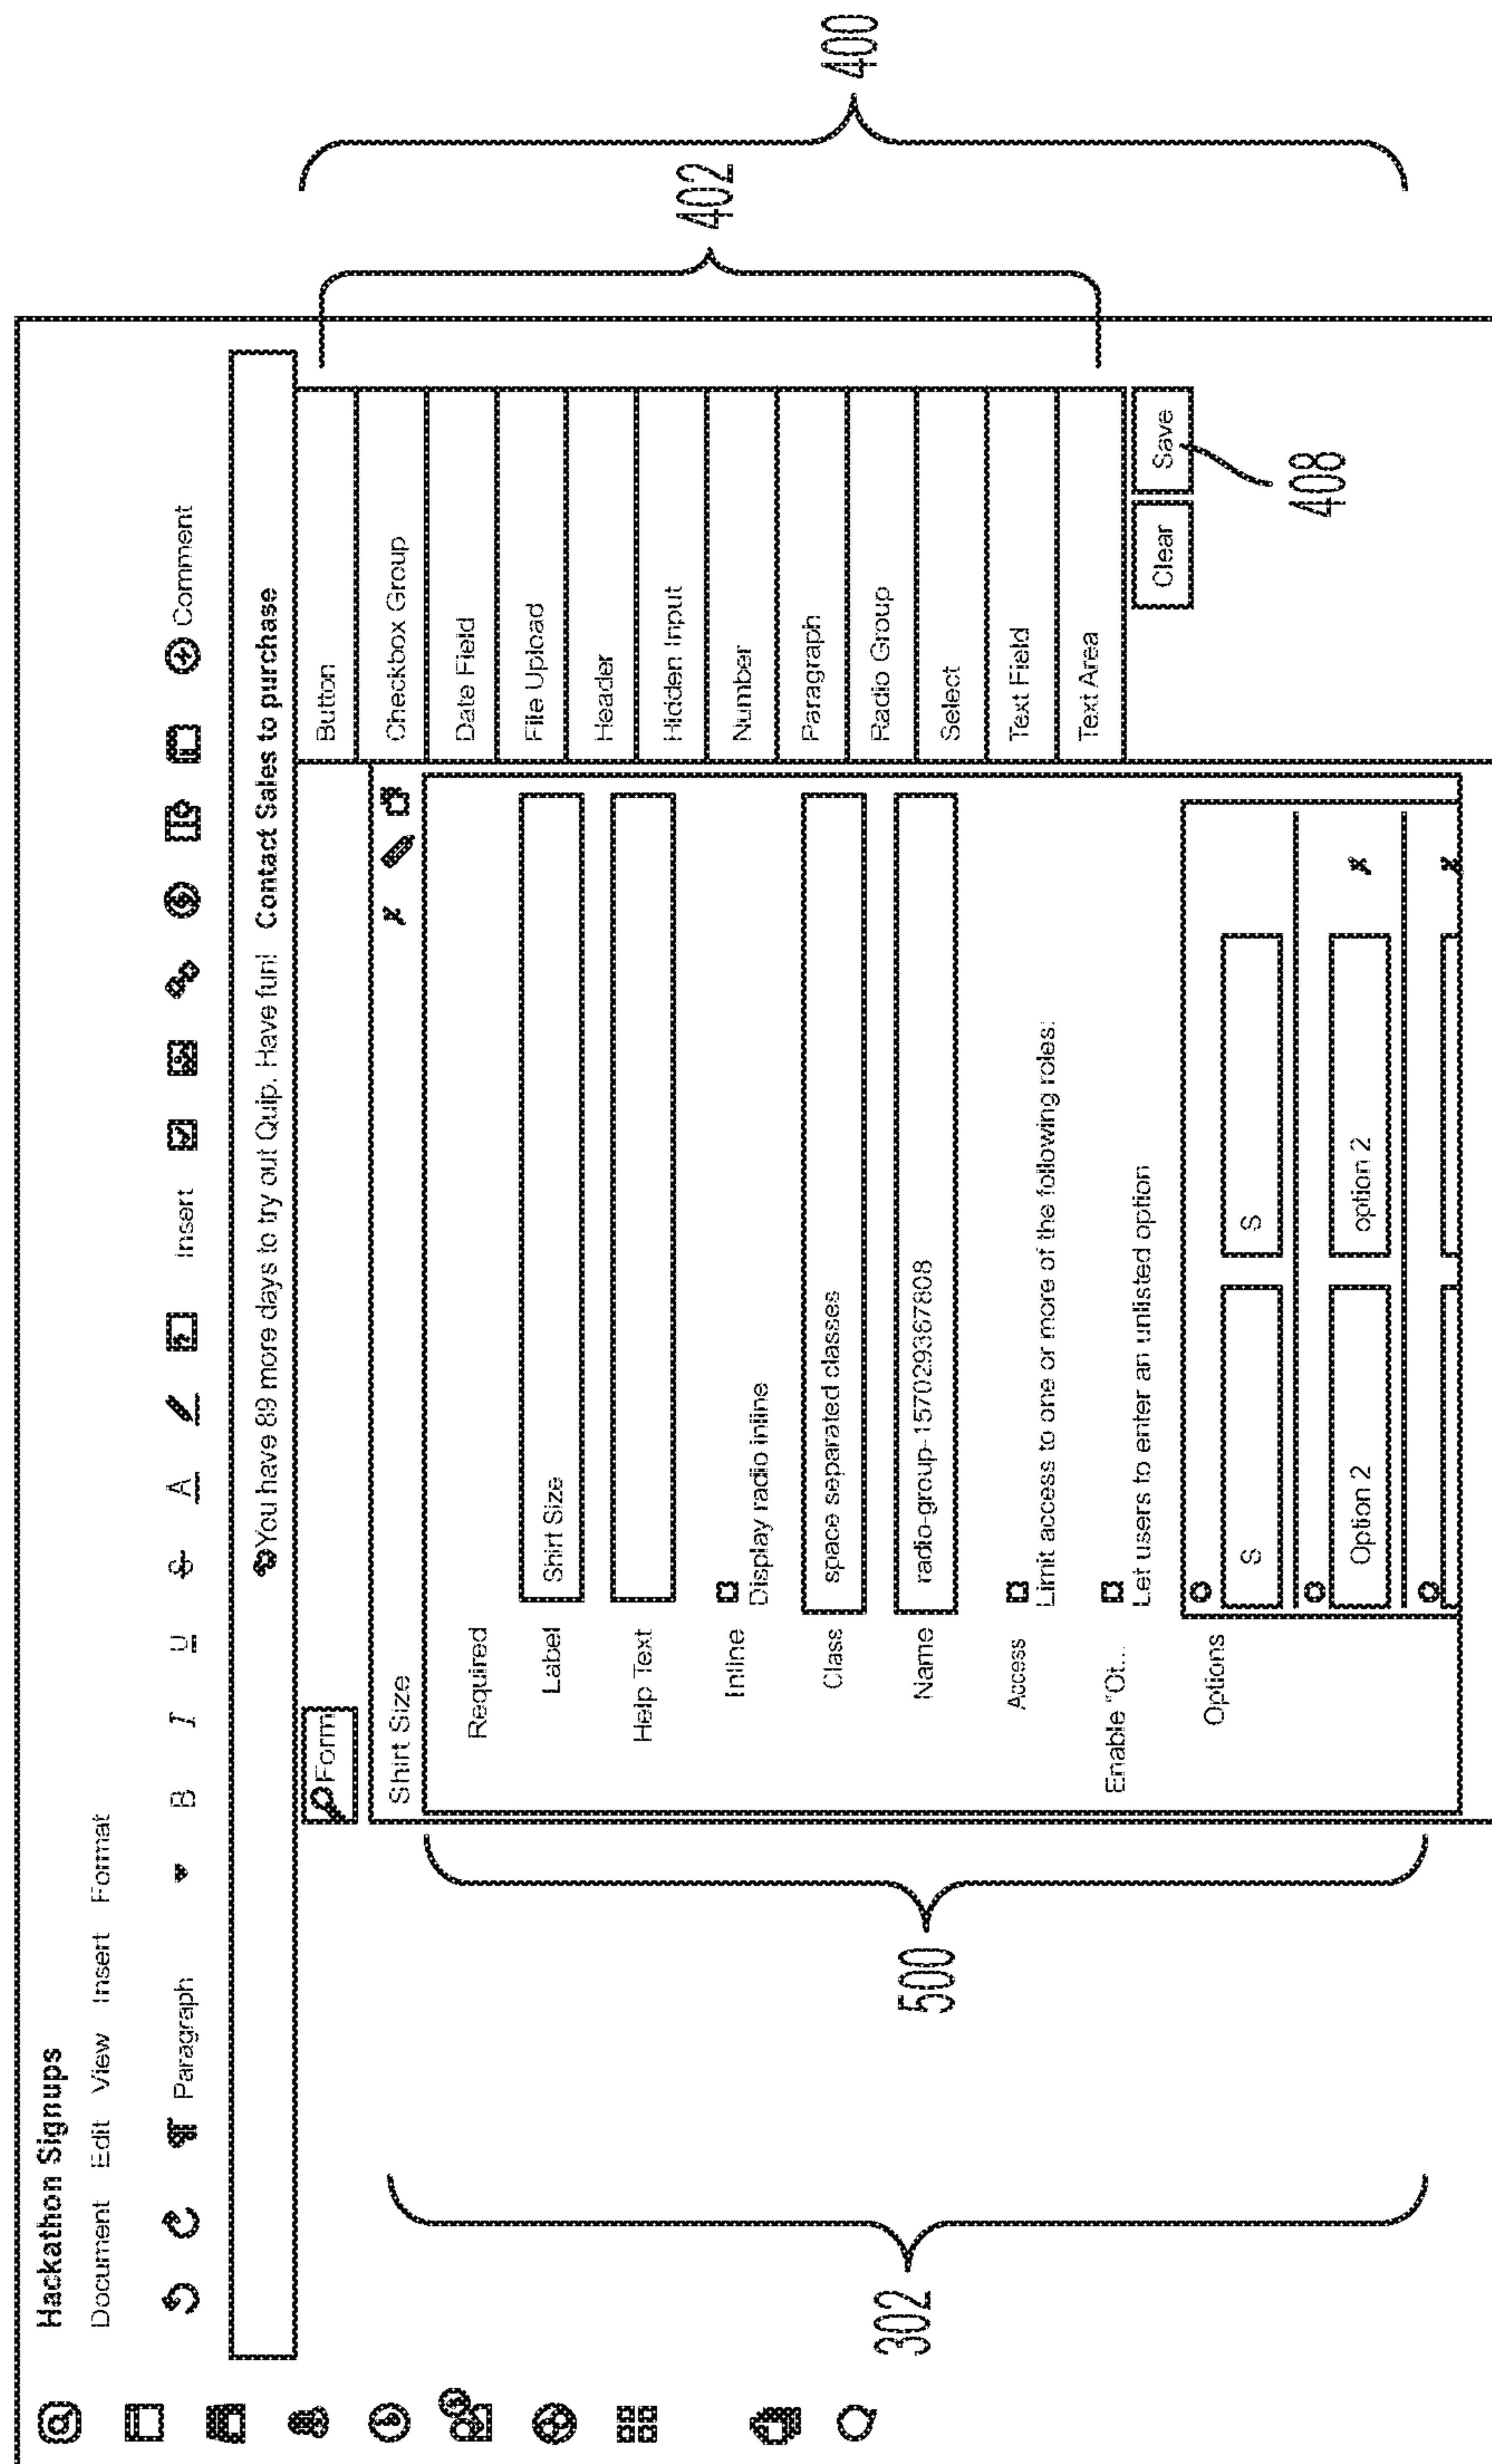 Hackathon Signups
Document Edit View Insert Format
Paragraph B I U S A Insert Comment
You have 89 more days to try out Quip. Have fun! Contact Sales to purchase
Form
Shirt Size
Required
Label Shirt Size
Help Text
Inline
Display radio inline
Class space separated classes
Name radio-group-157029367808
Access
Limit access to one or more of the following roles:
Enable "Ot...
Let users to enter an unlisted option
Options
S S
Option 2 option 2
Button
Checkbox Group
Date Field
File Upload
Header
Hidden Input
Number
Paragraph
Radio Group
Select
Text Field
Text Area
Clear Save
408
402
400
500
302